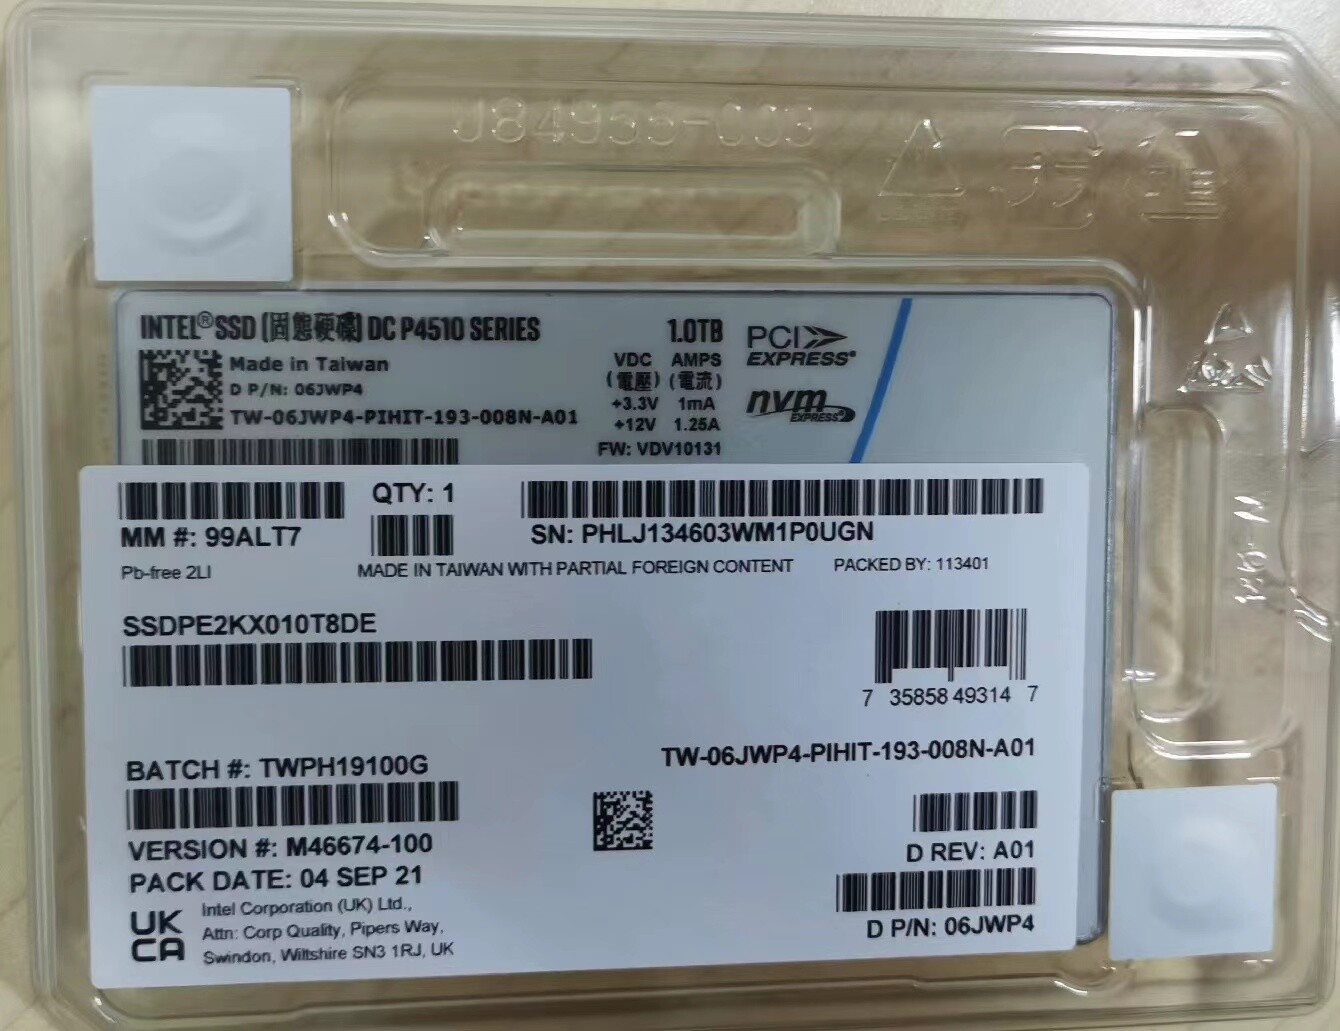 J84955-003
プラ
INTEL® SSD [固態硬碟] DC P4510 SERIES
1.0TB
PCI EXPRESS®
Made in Taiwan
VDC AMPS
(電壓) (電流)
D P/N: 06JWP4
+3.3V 1mA
nvm EXPRESS®
TW-06JWP4-PIHIT-193-008N-A01
+12V 1.25A
FW: VDV10131
QTY: 1
MM #: 99ALT7
SN: PHLJ134603WM1P0UGN
Pb-free 2LI
MADE IN TAIWAN WITH PARTIAL FOREIGN CONTENT
PACKED BY: 113401
SSDPE2KX010T8DE
7 35858 49314 7
TW-06JWP4-PIHIT-193-008N-A01
BATCH #: TWPH19100G
VERSION #: M46674-100
D REV: A01
PACK DATE: 04 SEP 21
D P/N: 06JWP4
UK
CA
Intel Corporation (UK) Ltd.,
Attn: Corp Quality, Pipers Way,
Swindon, Wiltshire SN3 1RJ, UK